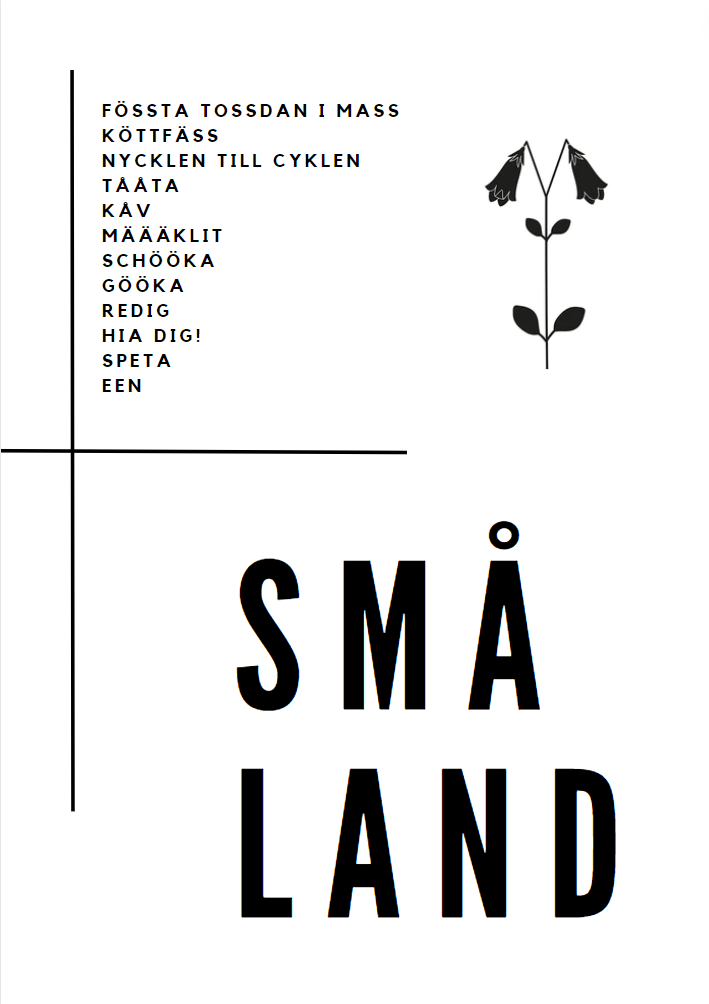 FÖSSTA TOSSDAN I MASS
KÖTTFÄSS
NYCKLEN TILL CYKLEN
TÅÅTA
KÅV
MÄÄÄKLIT
SCHÖÖKA
GÖÖKA
REDIG
HIA DIG!
SPETA
EEN
SMÅ
LAND